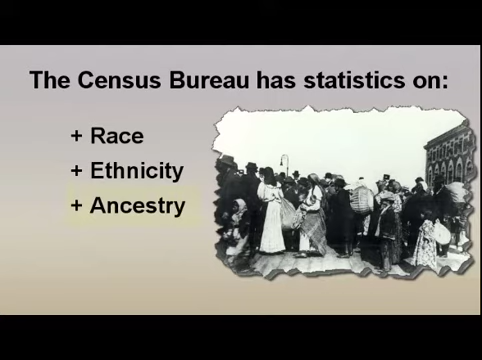 The Census Bureau has statistics on:
+ Race
+ Ethnicity
+ Ancestry